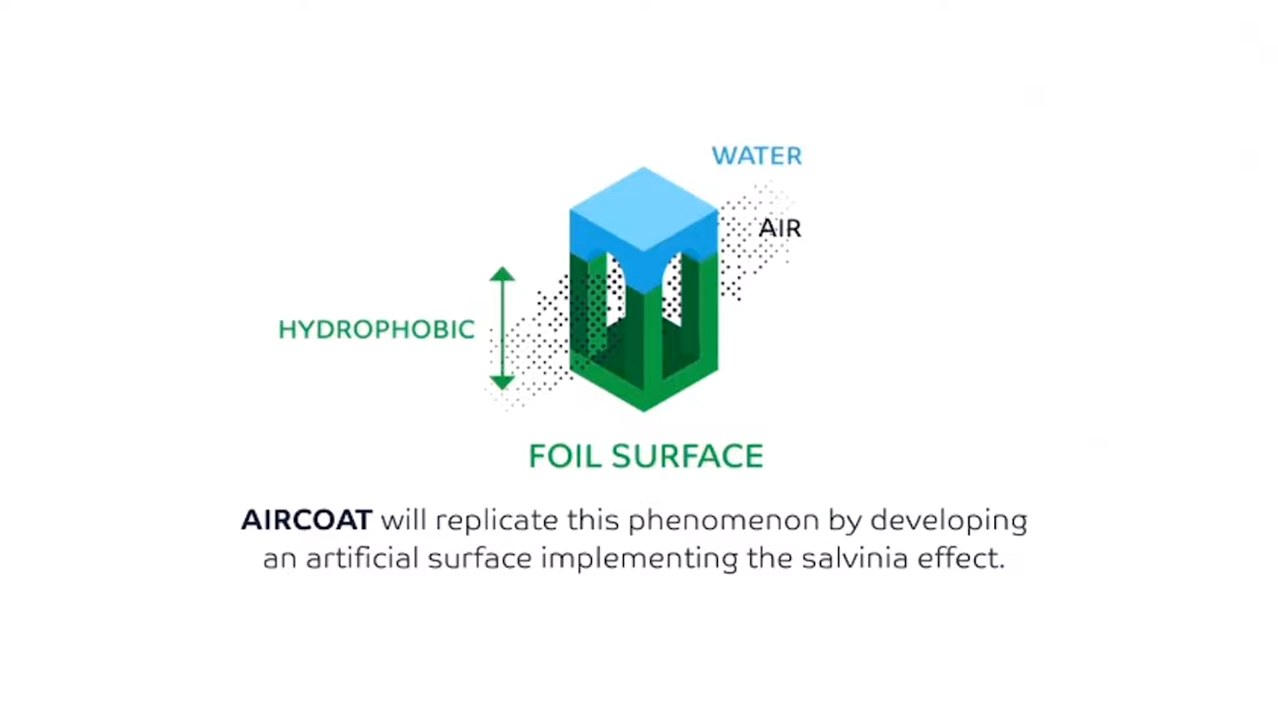 WATER
AIR
HYDROPHOBIC
FOIL SURFACE
AIRCOAT will replicate this phenomenon by developing
an artificial surface implementing the salvinia effect.